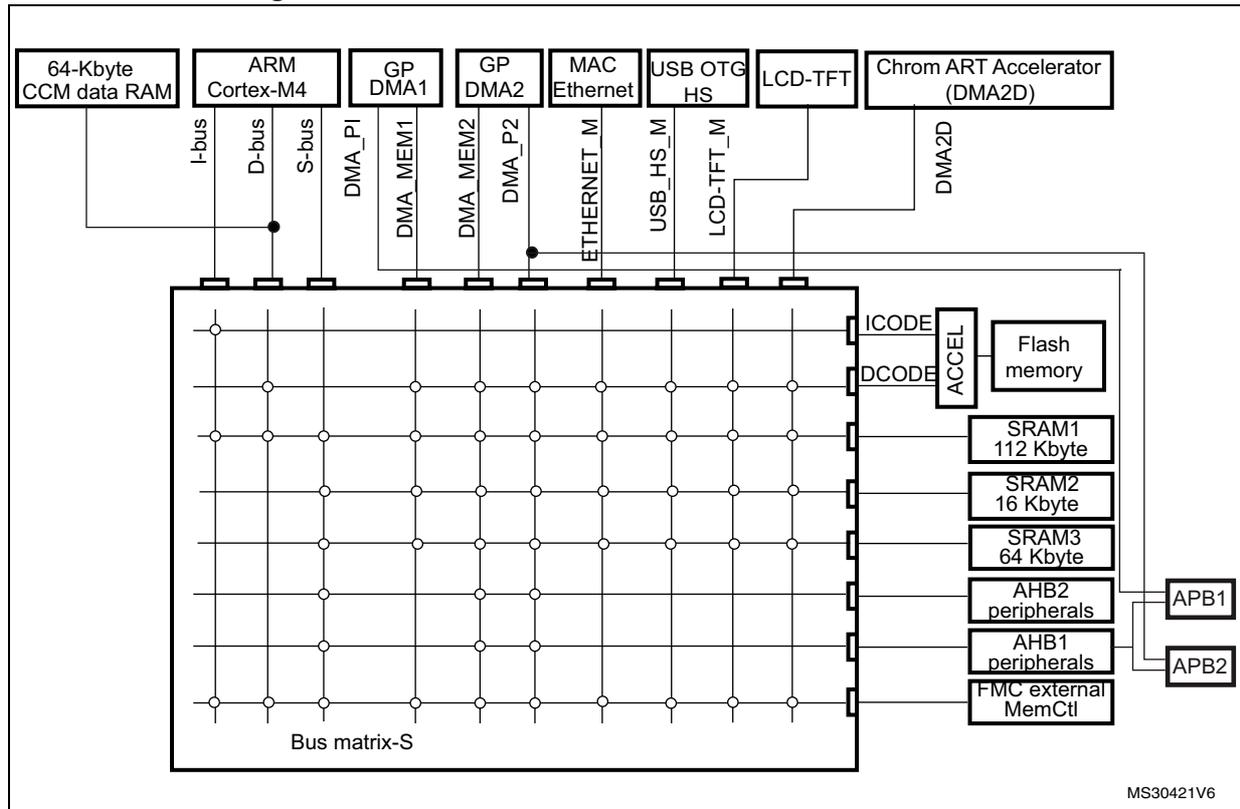 64-Kbyte
CCM data RAM
ARM
Cortex-M4
GP
DMA1
GP
DMA2
MAC
Ethernet
USB OTG
HS
LCD-TFT
Chrom ART Accelerator
(DMA2D)
I-bus
D-bus
S-bus
DMA_PI
DMA_MEM1
DMA_MEM2
DMA_P2
ETHERNET_M
USB_HS_M
LCD-TFT_M
DMA2D
ICODE
DCODE
ACCEL
Flash
memory
SRAM1
112 Kbyte
SRAM2
16 Kbyte
SRAM3
64 Kbyte
AHB2
peripherals
AHB1
peripherals
FMC external
MemCtl
APB1
APB2
Bus matrix-S
MS30421V6